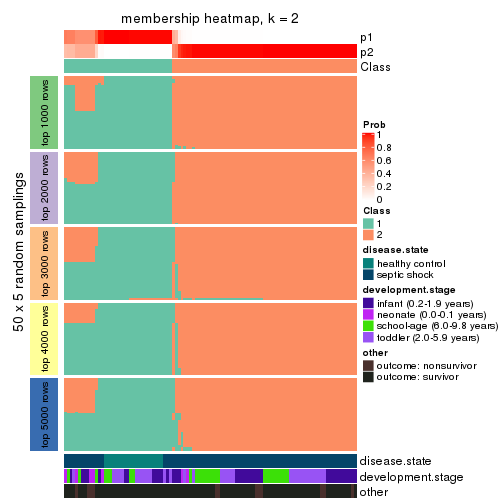 membership heatmap, k = 2
p1
p2
Class
50 x 5 random samplings
top 1000 rows
top 2000 rows
top 3000 rows
top 4000 rows
top 5000 rows
Prob
1
0.8
0.6
0.4
0.2
0
Class
1
2
disease.state
healthy control
septic shock
development.stage
infant (0.2-1.9 years)
neonate (0.0-0.1 years)
school-age (6.0-9.8 years)
toddler (2.0-5.9 years)
other
outcome: nonsurvivor
outcome: survivor
disease.state
development.stage
other